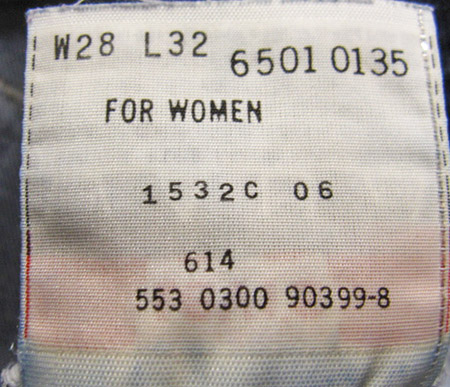 W28 L32 6501 0135
FOR WOMEN
1532C 06
614
553 0300 90399-8